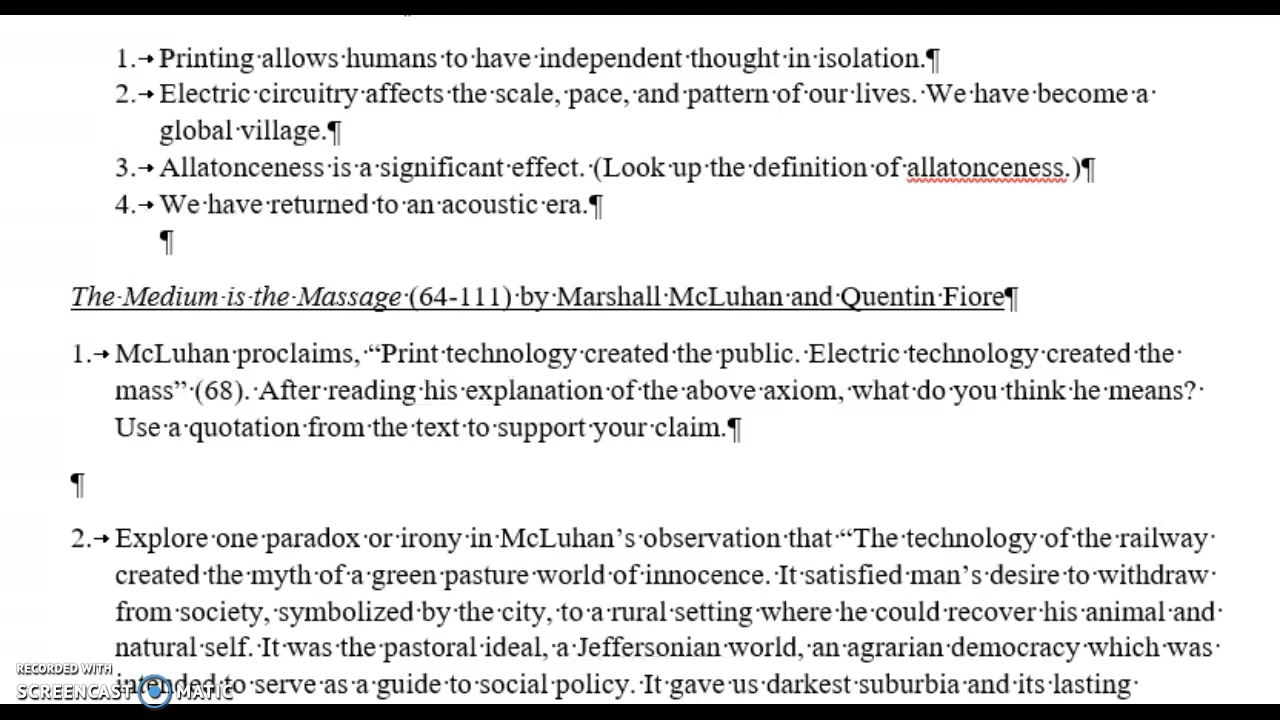 1.→Printing·allows·humans·to·have·independent·thought·in·isolation.¶
2.→Electric·circuitry·affects·the·scale,·pace,·and·pattern·of·our·lives.··We·have·become·a·
global·village.¶
3.→Allatonceness·is·a·significant·effect.··(Look·up·the·definition·of·allatonceness.)¶
4.→We·have·returned·to·an·acoustic·era.¶
¶
The·Medium·is·the·Massage·(64-111)·by·Marshall·McLuhan·and·Quentin·Fiore¶
1.→McLuhan·proclaims,·“Print·technology·created·the·public.··Electric·technology·created·the·
mass”·(68).··After·reading·his·explanation·of·the·above·axiom,·what·do·you·think·he·means?··
Use·a·quotation·from·the·text·to·support·your·claim.¶
¶
2.→Explore·one·paradox·or·irony·in·McLuhan’s·observation·that·“The·technology·of·the·railway·
created·the·myth·of·a·green·pasture·world·of·innocence.··It·satisfied·man’s·desire·to·withdraw·
from·society,·symbolized·by·the·city,·to·a·rural·setting·where·he·could·recover·his·animal·and·
natural·self.··It·was·the·pastoral·ideal,·a·Jeffersonian·world,·an·agrarian·democracy·which·was·
intended·to·serve·as·a·guide·to·social·policy.··It·gave·us·darkest·suburbia·and·its·lasting·
RECORDED WITH
SCREENCAST MATIC